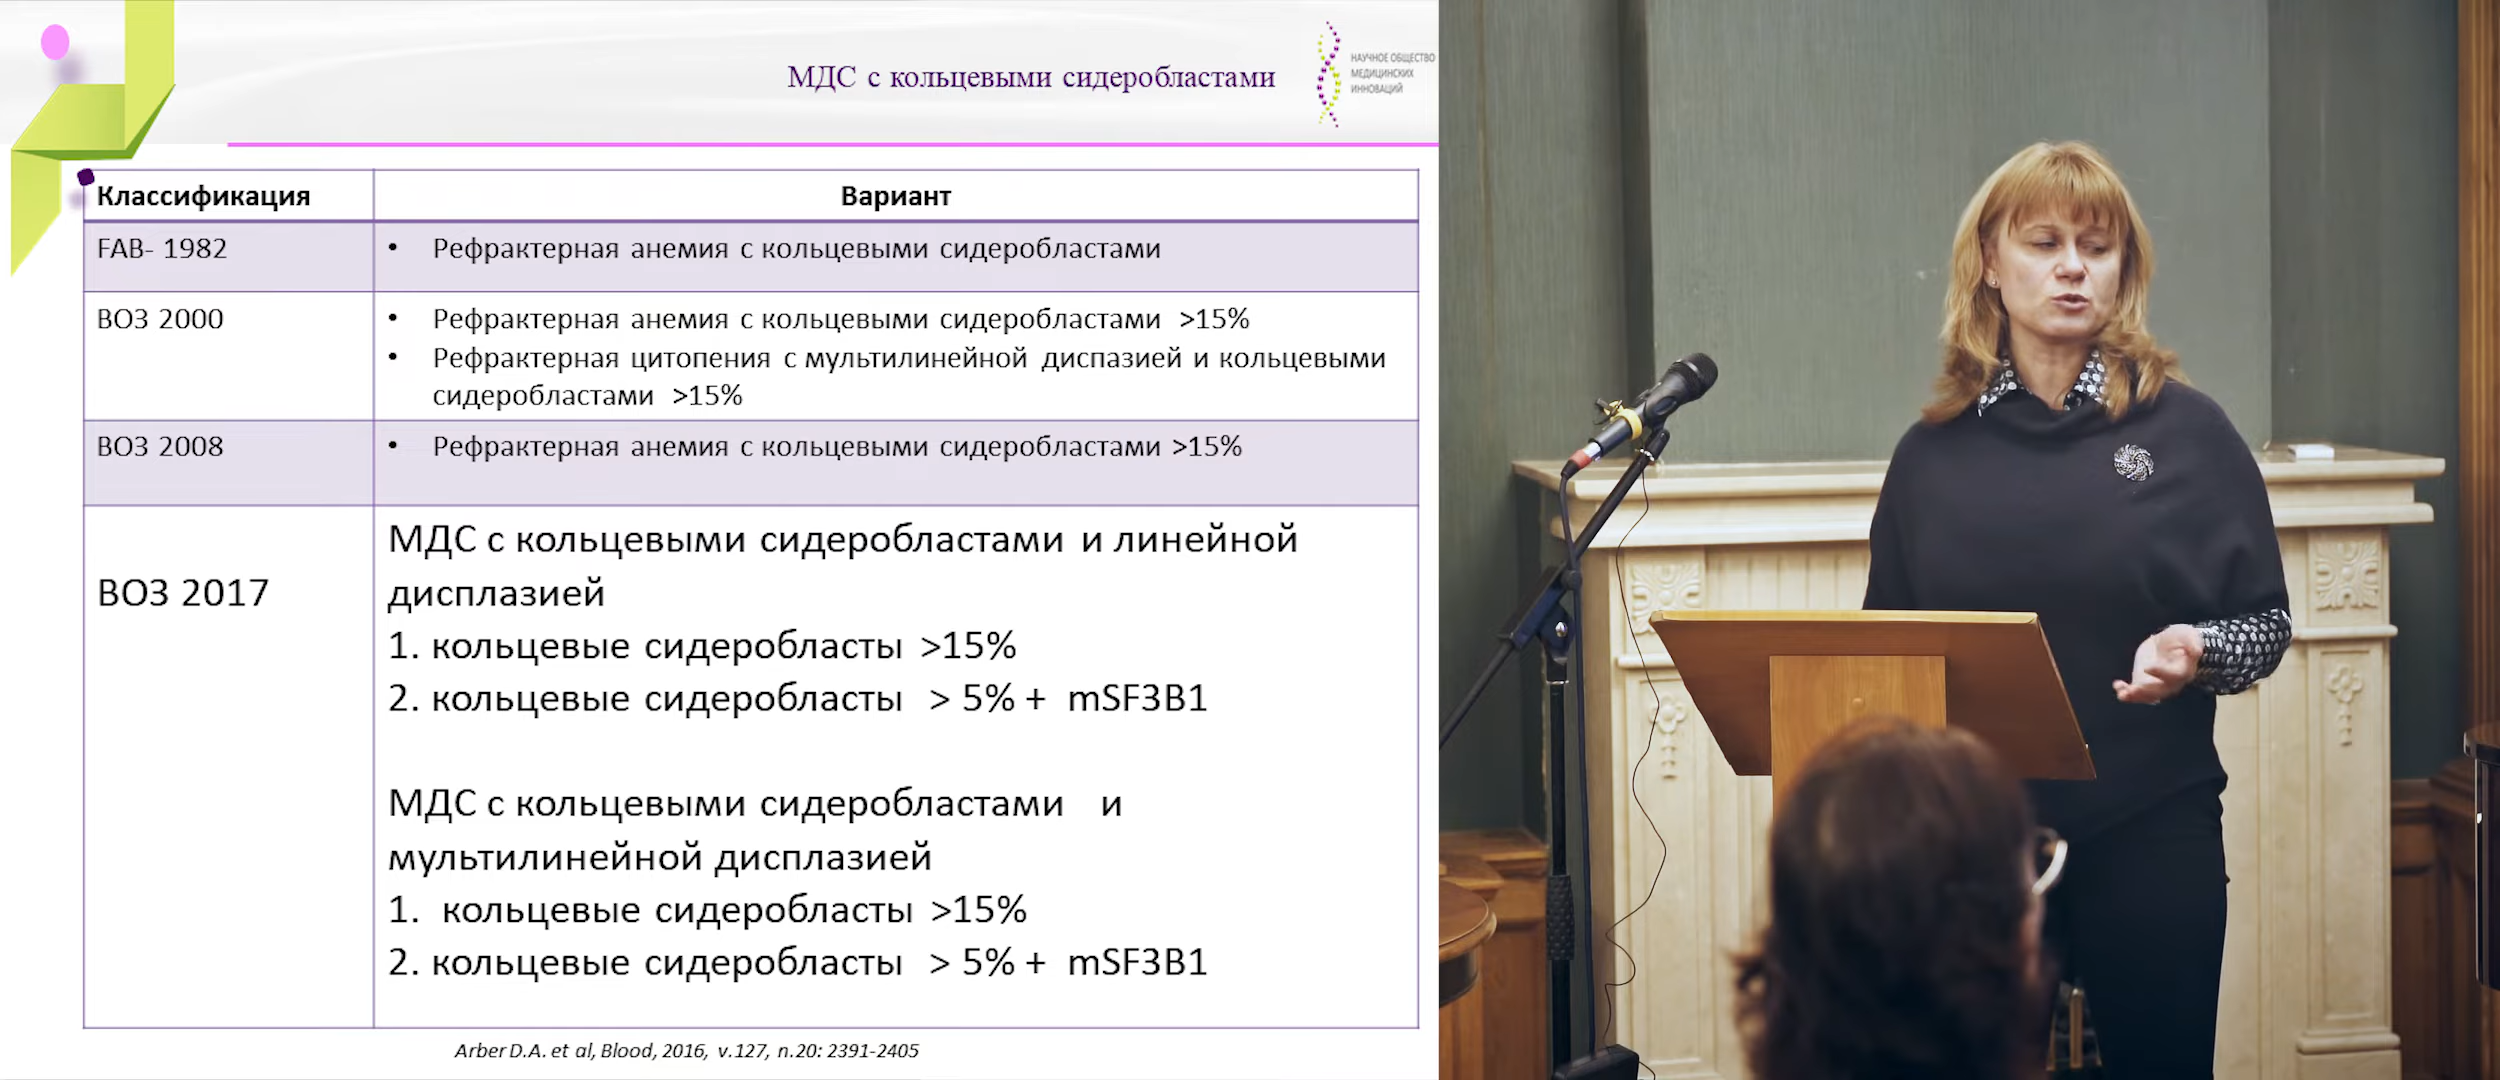 МДС с кольцевыми сидеробластами
НАУЧНОЕ ОБЩЕСТВО
МЕДИЦИНСКИХ
ИННОВАЦИЙ
Классификация
Вариант
FAB- 1982
• Рефрактерная анемия с кольцевыми сидеробластами
ВОЗ 2000
• Рефрактерная анемия с кольцевыми сидеробластами >15%
• Рефрактерная цитопения с мультилинейной диспазией и кольцевыми
сидеробластами >15%
ВОЗ 2008
• Рефрактерная анемия с кольцевыми сидеробластами >15%
ВОЗ 2017
МДС с кольцевыми сидеробластами и линейной
дисплазией
1. кольцевые сидеробласты >15%
2. кольцевые сидеробласты > 5% + mSF3B1
МДС с кольцевыми сидеробластами и
мультилинейной дисплазией
1. кольцевые сидеробласты >15%
2. кольцевые сидеробласты > 5% + mSF3B1
Arber D.A. et al, Blood, 2016, v.127, n.20: 2391-2405